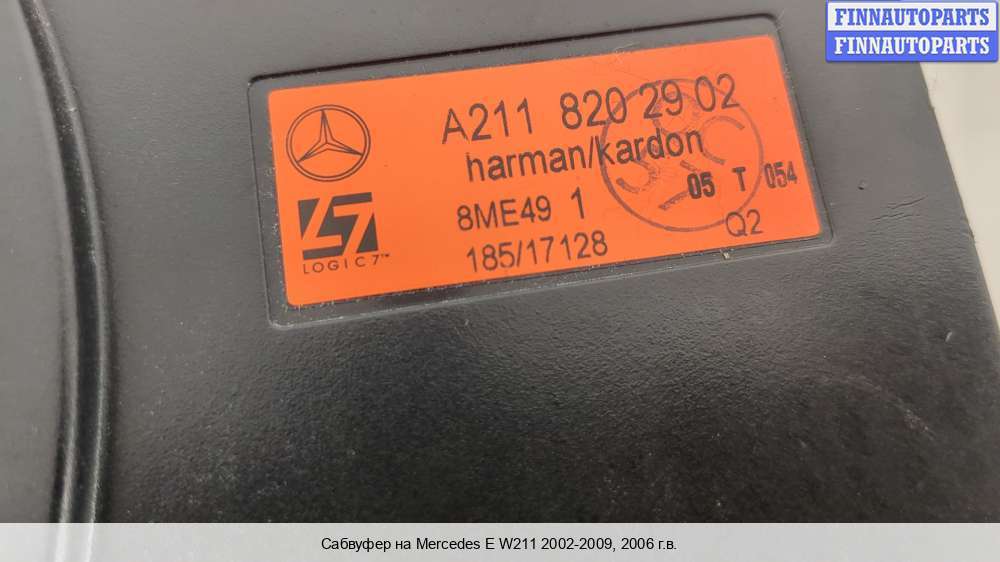 FINNAUTOPARTS
FINNAUTOPARTS
A211 820 29 02
harman/kardon
05 T 054
8ME49 1
Q2
185/17128
LOGIC7™
Сабвуфер на Mercedes E W211 2002-2009, 2006 г.в.